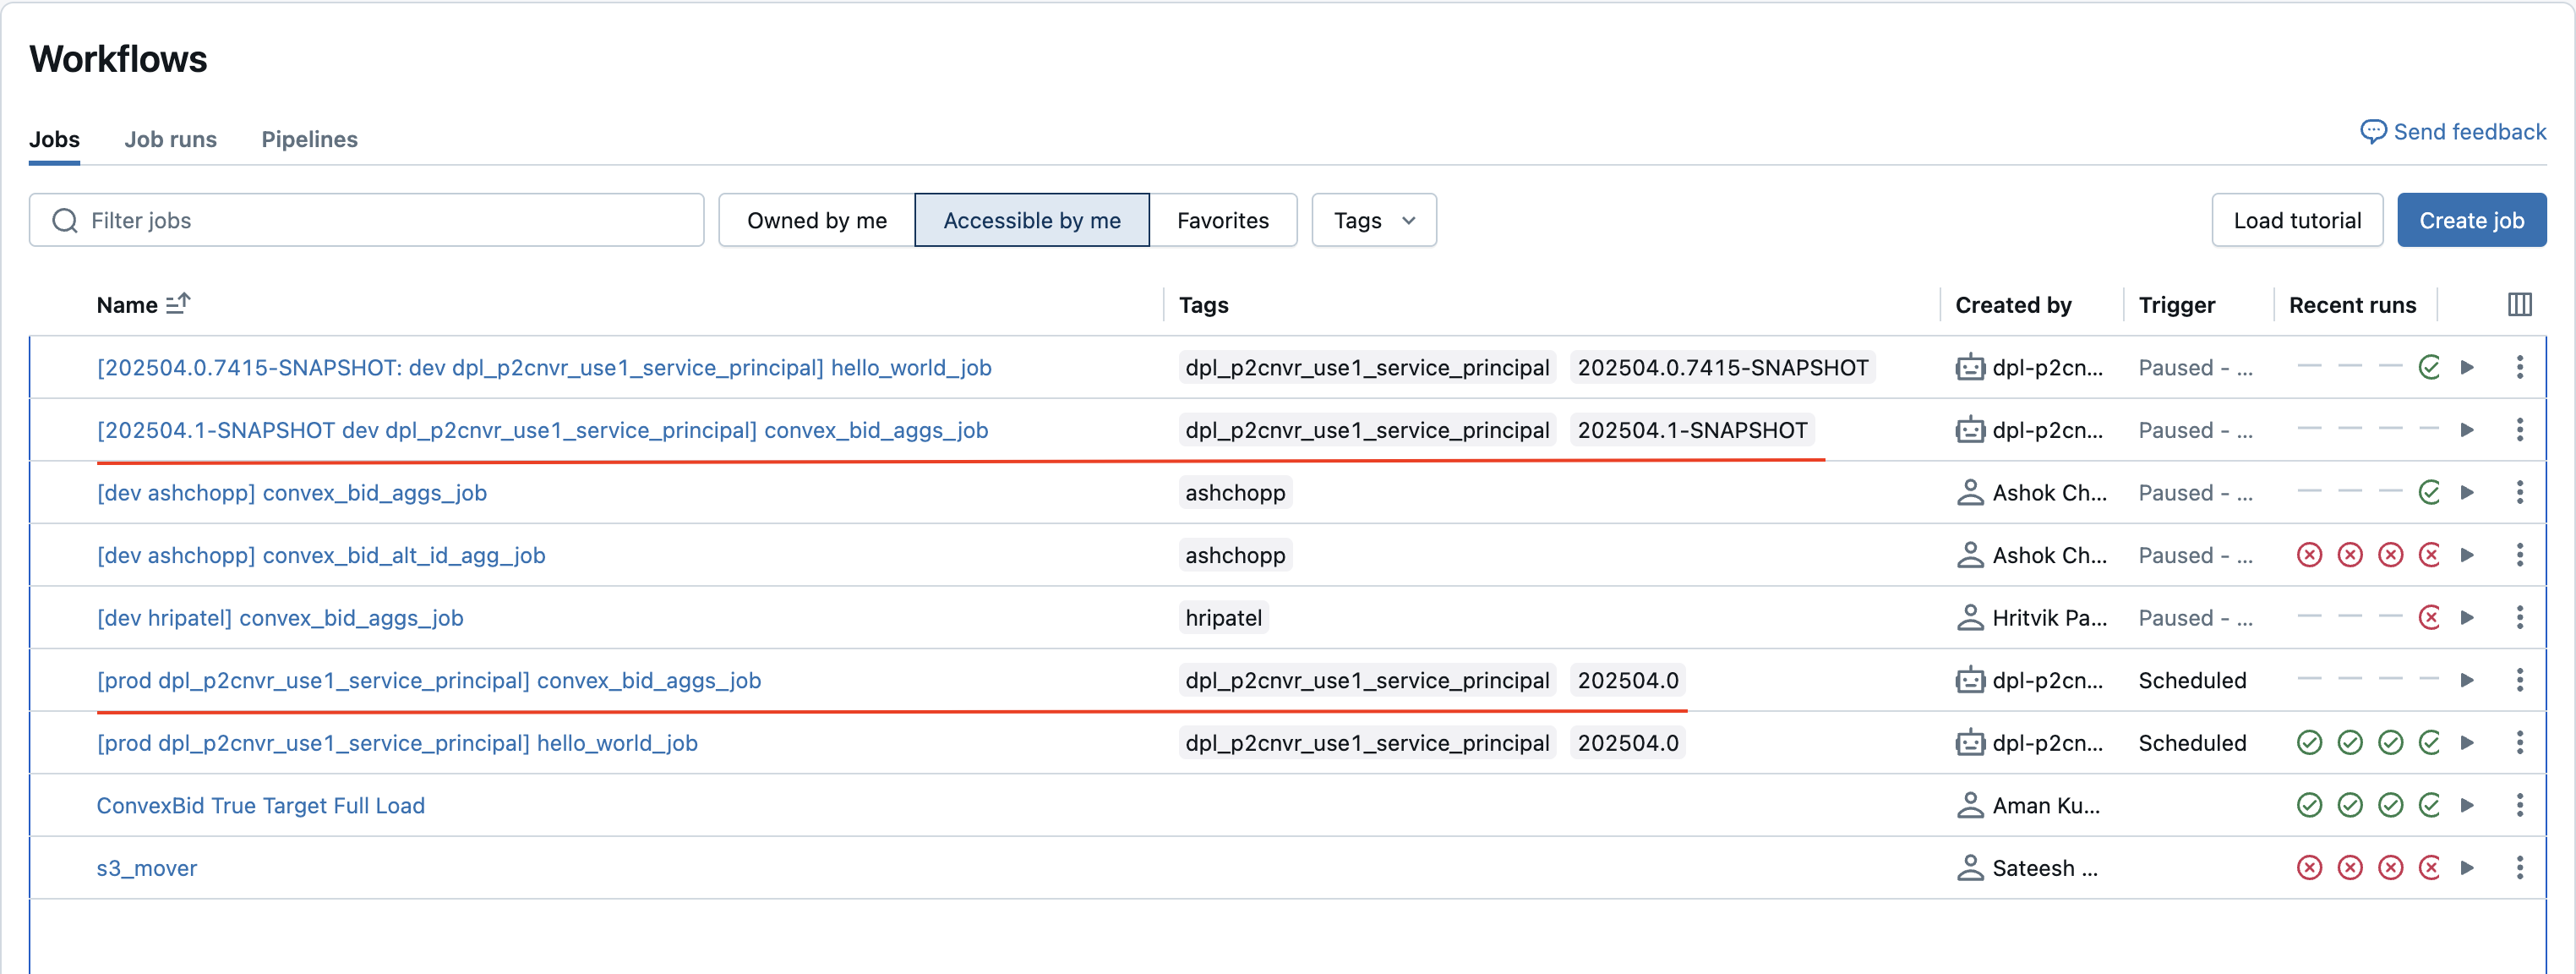 Workflows
Jobs Job runs Pipelines Send feedback
Filter jobs Owned by me Accessible by me Favorites Tags Load tutorial Create job
Name Tags Created by Trigger Recent runs
[202504.0.7415-SNAPSHOT: dev dpl_p2cnvr_use1_service_principal] hello_world_job dpl_p2cnvr_use1_service_principal 202504.0.7415-SNAPSHOT dpl-p2cn... Paused - ...
[202504.1-SNAPSHOT dev dpl_p2cnvr_use1_service_principal] convex_bid_aggs_job dpl_p2cnvr_use1_service_principal 202504.1-SNAPSHOT dpl-p2cn... Paused - ...
[dev ashchopp] convex_bid_aggs_job ashchopp Ashok Ch... Paused - ...
[dev ashchopp] convex_bid_alt_id_agg_job ashchopp Ashok Ch... Paused - ...
[dev hripatel] convex_bid_aggs_job hripatel Hritvik Pa... Paused - ...
[prod dpl_p2cnvr_use1_service_principal] convex_bid_aggs_job dpl_p2cnvr_use1_service_principal 202504.0 dpl-p2cn... Scheduled
[prod dpl_p2cnvr_use1_service_principal] hello_world_job dpl_p2cnvr_use1_service_principal 202504.0 dpl-p2cn... Scheduled
ConvexBid True Target Full Load Aman Ku...
s3_mover Sateesh ...